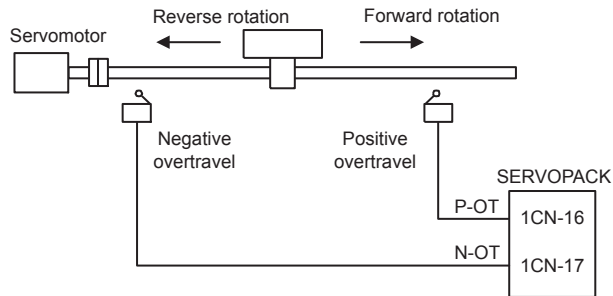 Reverse rotation
Forward rotation
Servomotor
Negative
overtravel
Positive
overtravel
SERVOPACK
P-OT
1CN-16
N-OT
1CN-17